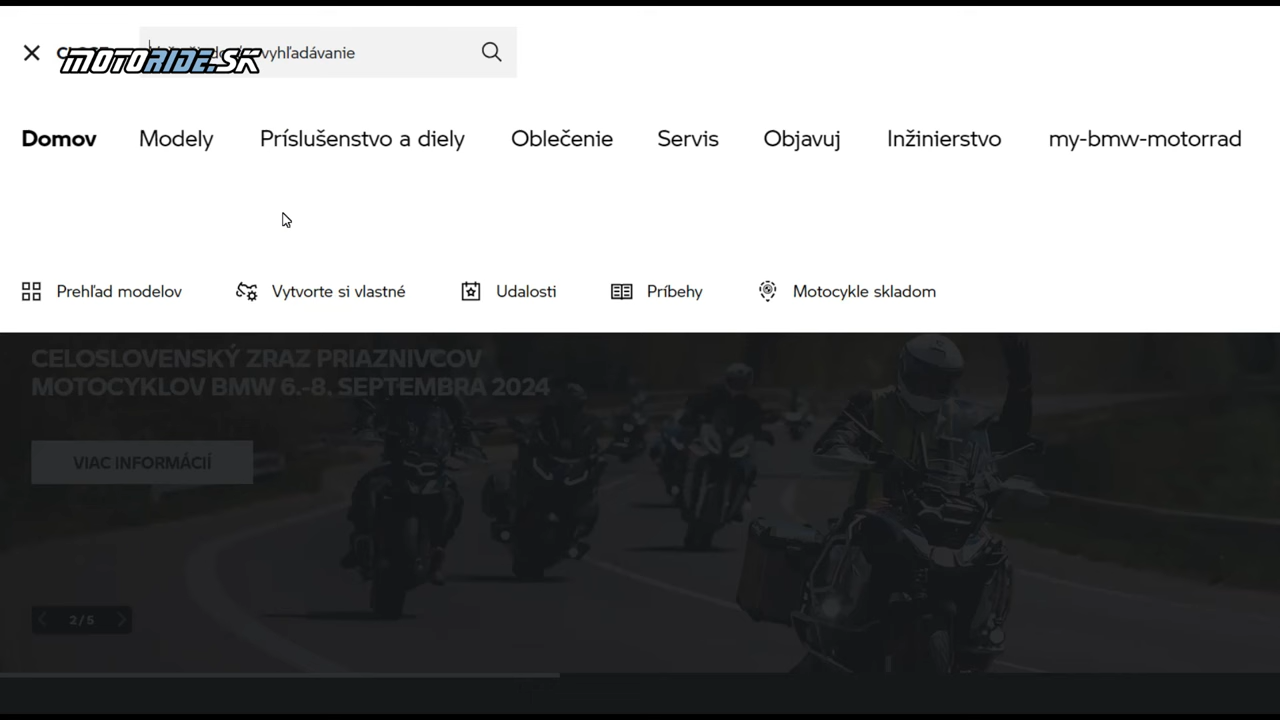 MOTORIDE.SK
vyhľadávanie
Domov Modely Príslušenstvo a diely Oblečenie Servis Objavuj Inžinierstvo my-bmw-motorrad
Prehľad modelov Vytvorte si vlastné Udalosti Príbehy Motocykle skladom
CELOSLOVENSKÝ ZRAZ PRIAZNIVCOV
MOTOCYKLOV BMW 6.-8. SEPTEMBRA 2024
VIAC INFORMÁCIÍ
2/5